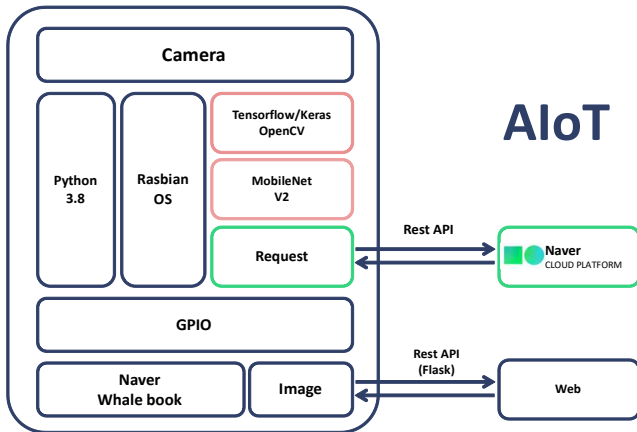 Camera
AIoT
Python
3.8
Rasbian
OS
Tensorflow/Keras
OpenCV
MobileNet
V2
Request
Rest API
Naver
CLOUD PLATFORM
GPIO
Naver
Whale book
Image
Rest API
(Flask)
Web